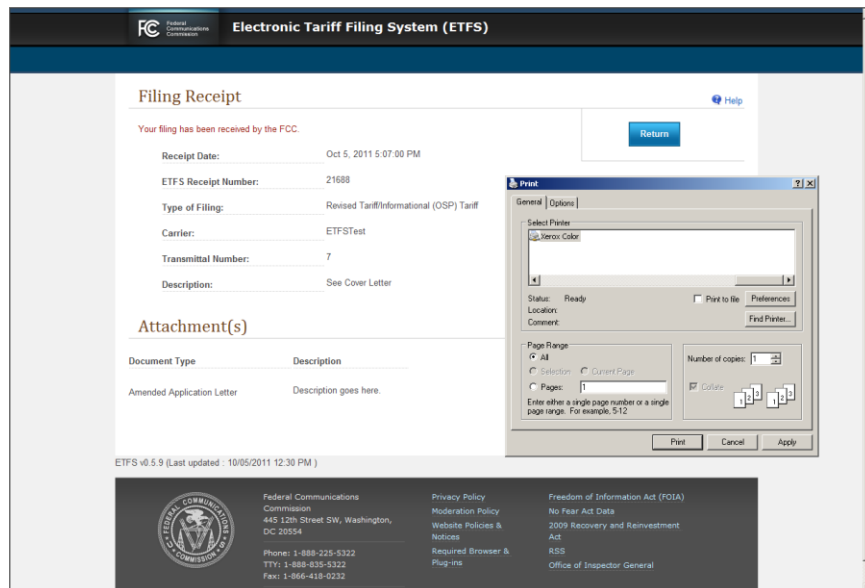 FCC Federal Communications Commission
Electronic Tariff Filing System (ETFS)
Filing Receipt
Help
Your filing has been received by the FCC.
Return
Receipt Date: Oct 5, 2011 5:07:00 PM
ETFS Receipt Number: 21688
Type of Filing: Revised Tariff/Informational (OSP) Tariff
Carrier: ETFSTest
Transmittal Number: 7
Description: See Cover Letter
Attachment(s)
Document Type Description
Amended Application Letter Description goes here.
Print
General Options
Select Printer
Xerox Color
Status: Ready
Print to file Preferences
Location:
Comment:
Find Printer...
Page Range
All
Selection Current Page
Pages: 1
Enter either a single page number or a single
page range. For example, 5-12
Number of copies: 1
Collate
1 2 3 1 2 3
Print Cancel Apply
ETFS v0.5.9 (Last updated : 10/05/2011 12:30 PM )
FEDERAL COMMUNICATIONS COMMISSION
Federal Communications
Commission
445 12th Street SW, Washington,
DC 20554
Phone: 1-888-225-5322
TTY: 1-888-835-5322
Fax: 1-866-418-0232
Privacy Policy
Moderation Policy
Website Policies &
Notices
Required Browser &
Plug-ins
Freedom of Information Act (FOIA)
No Fear Act Data
2009 Recovery and Reinvestment
Act
RSS
Office of Inspector General